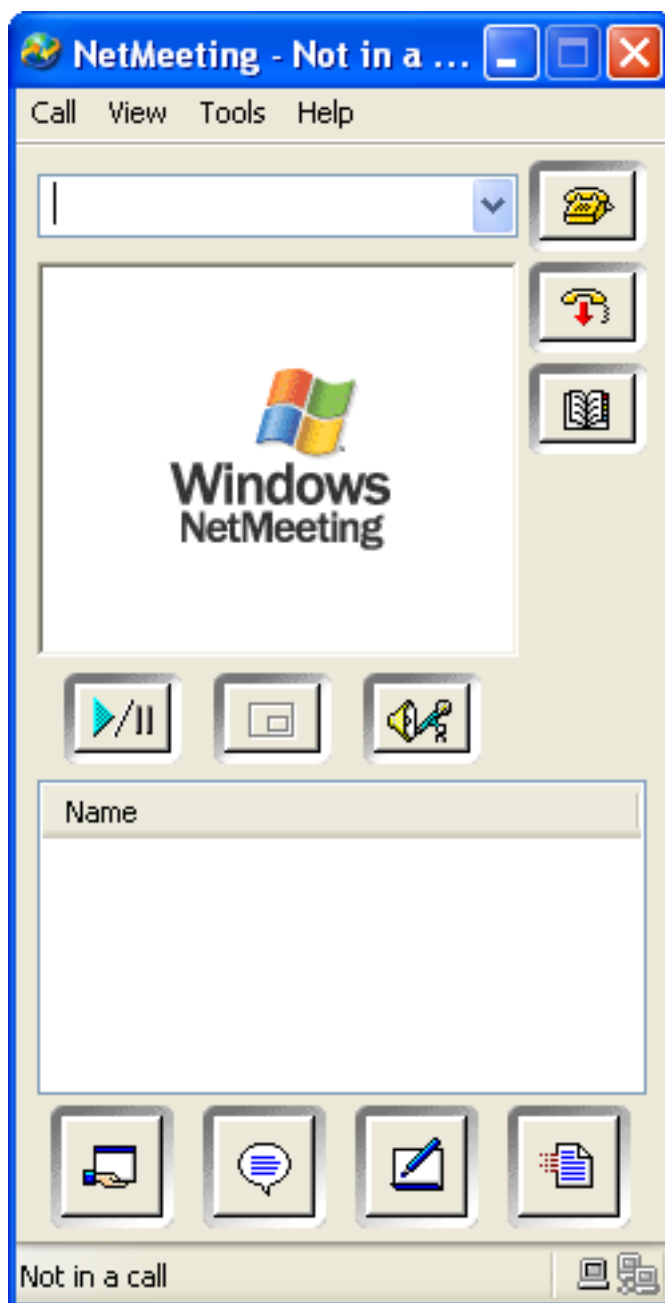 NetMeeting - Not in a ...
Call View Tools Help
Windows
NetMeeting
Name
Not in a call